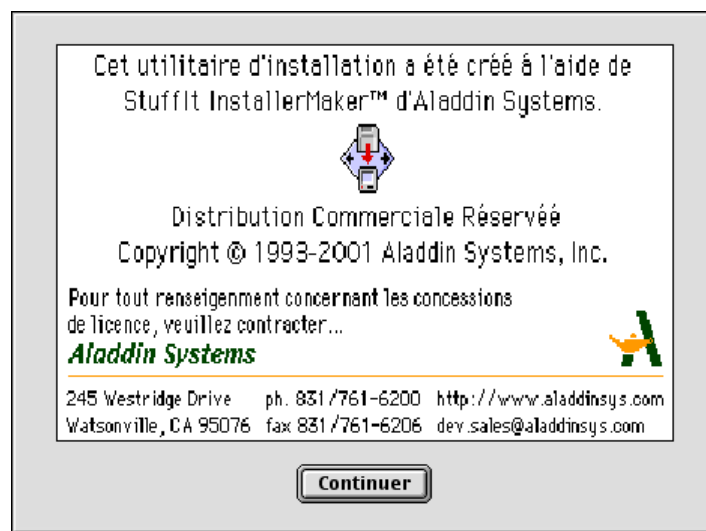 Cet utilitaire d'installation a été créé á l'aide de
StuffIt InstallerMaker™ d'Aladdin Systems.
Distribution Commerciale Réservéé
Copyright © 1993-2001 Aladdin Systems, Inc.
Pour tout renseigenment concernant les concessions
de licence, veuillez contracter...
Aladdin Systems
245 Westridge Drive ph. 831/761-6200 http://www.aladdinsys.com
Watsonville, CA 95076 fax 831/761-6206 dev.sales@aladdinsys.com
Continuer